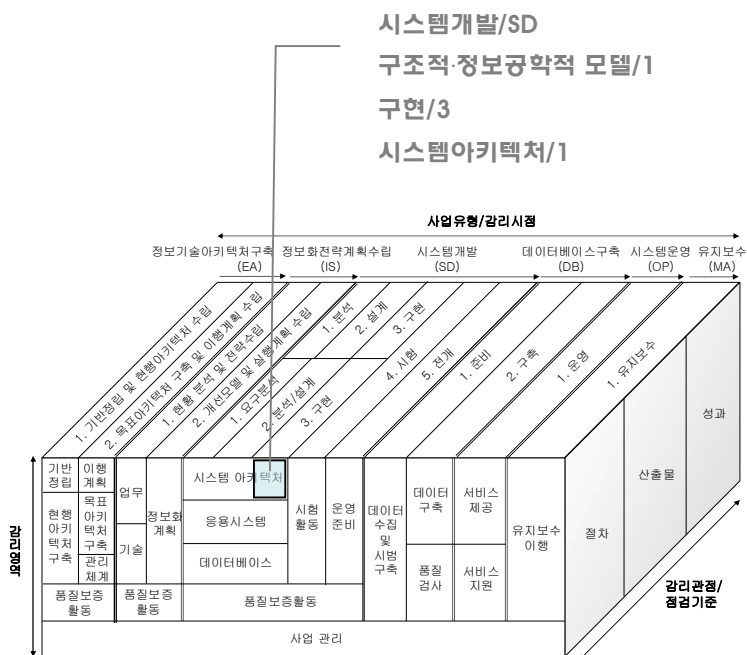 시스템개발/SD
구조적·정보공학적 모델/1
구현/3
시스템아키텍처/1
사업유형/감리시점
정보기술아키텍처구축
(EA)
정보화전략계획수립
(IS)
시스템개발
(SD)
데이터베이스구축
(DB)
시스템운영
(OP)
유지보수
(MA)
1. 기반정립 및 현행아키텍처 수립
2. 목표아키텍처 구축 및 이행계획 수립
1. 현황 분석 및 전략수립
2. 개선모델 및 실행계획 수립
1. 분석
2. 설계
3. 구현
1. 요구분석
2. 분석/설계
3. 구현
4. 시험
5. 전개
1. 준비
2. 구축
1. 운영
1. 유지보수
감리영역
기반
정립
이행
계획
현행
아키
텍처
구축
목표
아키
텍처
구축
관리
체계
품질보증
활동
업무
기술
정보화
계획
품질보증
활동
시스템 아키텍처
응용시스템
데이터베이스
시험
활동
운영
준비
품질보증활동
데이터
수집
및
시범
구축
데이터
구축
품질
검사
서비스
제공
서비스
지원
유지보수
이행
사업 관리
절차
산출물
성과
감리관점/
점검기준